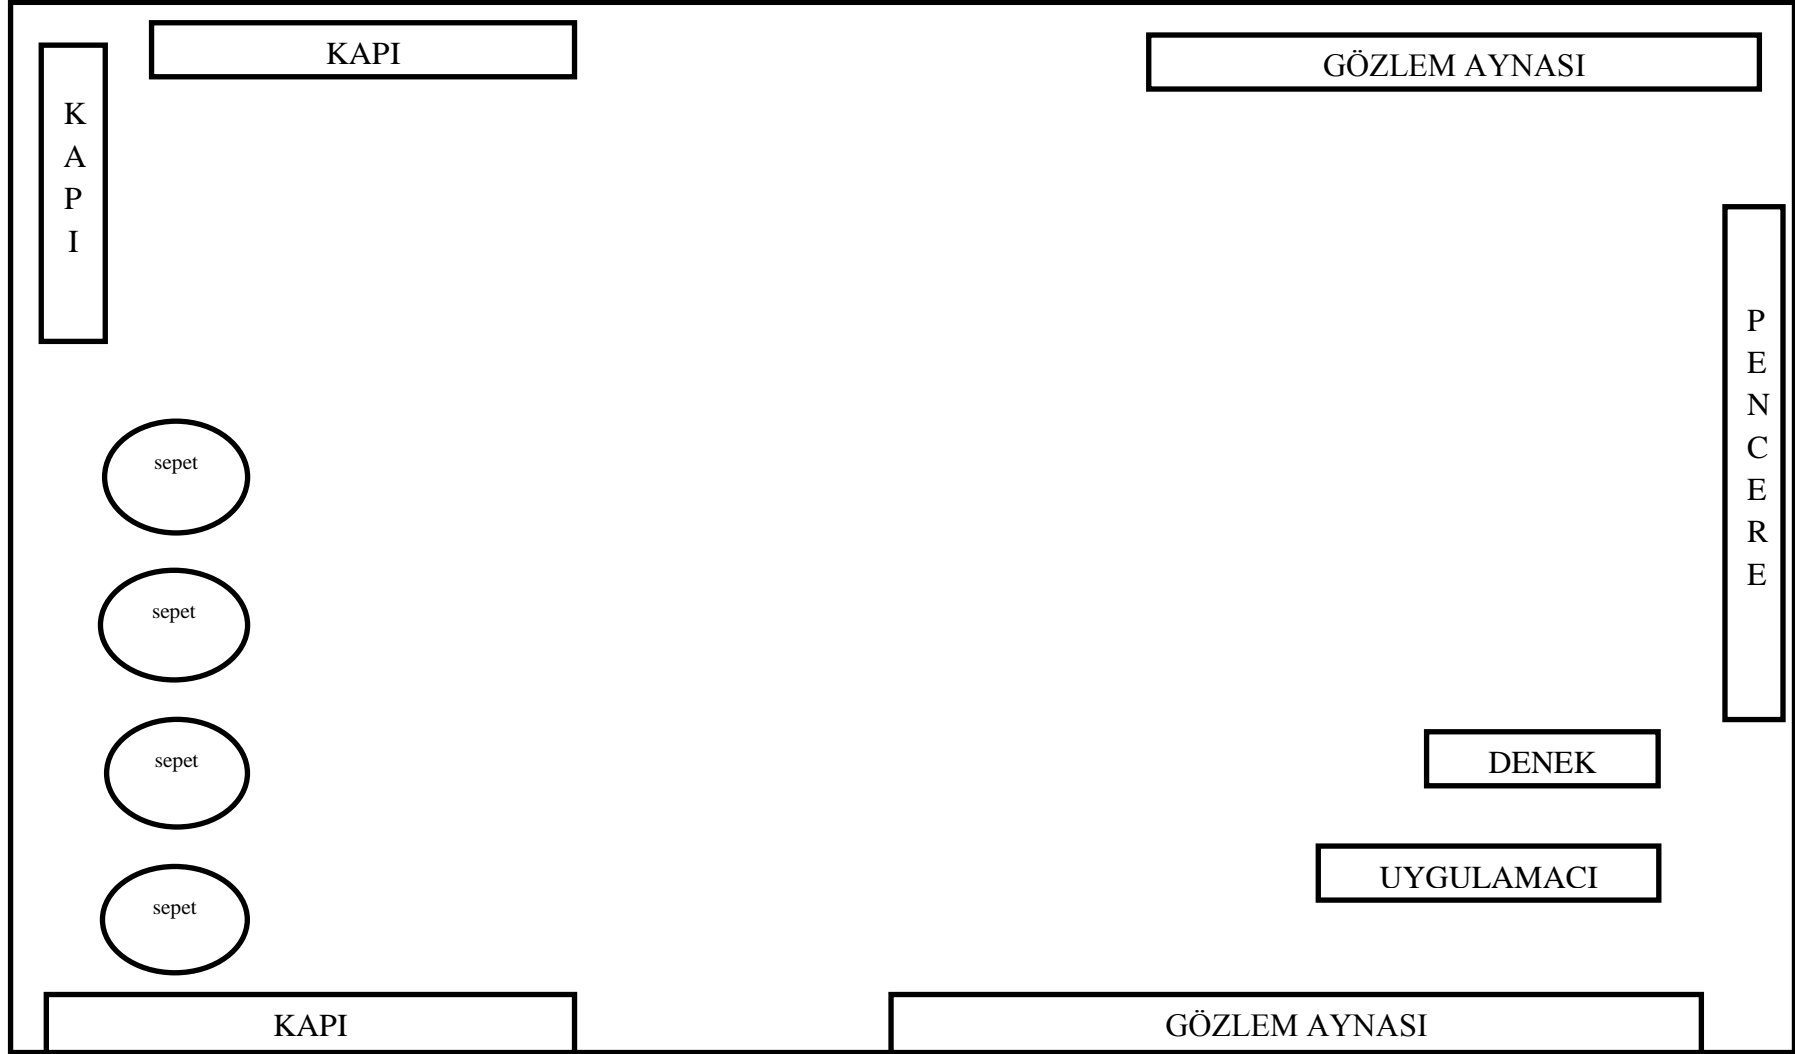 KAPI
GÖZLEM AYNASI
K
A
P
I
P
E
N
C
E
R
E
sepet
sepet
sepet
DENEK
UYGULAMACI
sepet
KAPI
GÖZLEM AYNASI